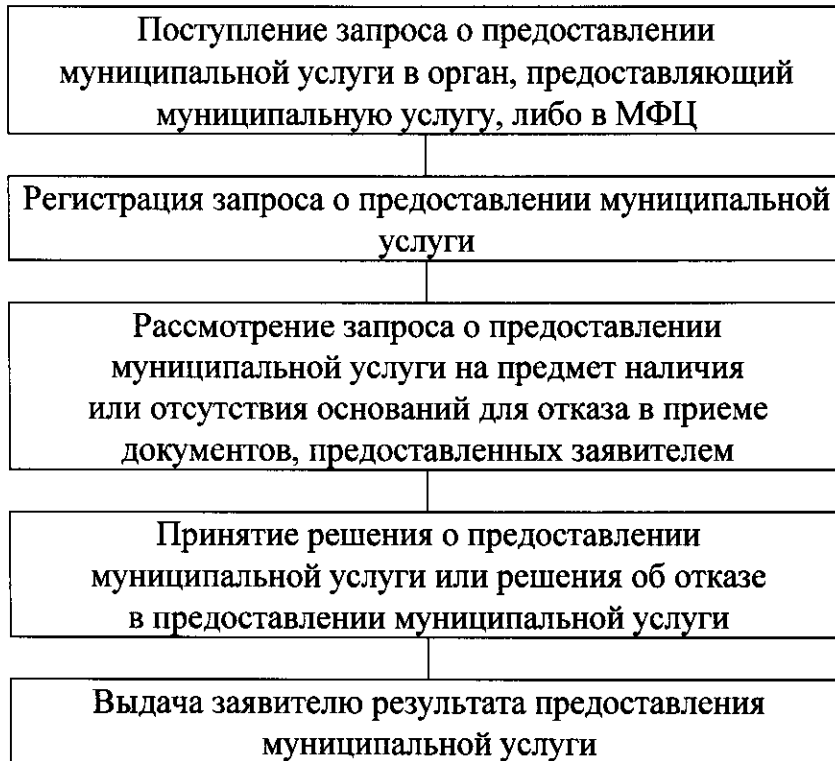 Поступление запроса о предоставлении
муниципальной услуги в орган, предоставляющий
муниципальную услугу, либо в МФЦ
Регистрация запроса о предоставлении муниципальной
услуги
Рассмотрение запроса о предоставлении
муниципальной услуги на предмет наличия
или отсутствия оснований для отказа в приеме
документов, предоставленных заявителем
Принятие решения о предоставлении
муниципальной услуги или решения об отказе
в предоставлении муниципальной услуги
Выдача заявителю результата предоставления
муниципальной услуги